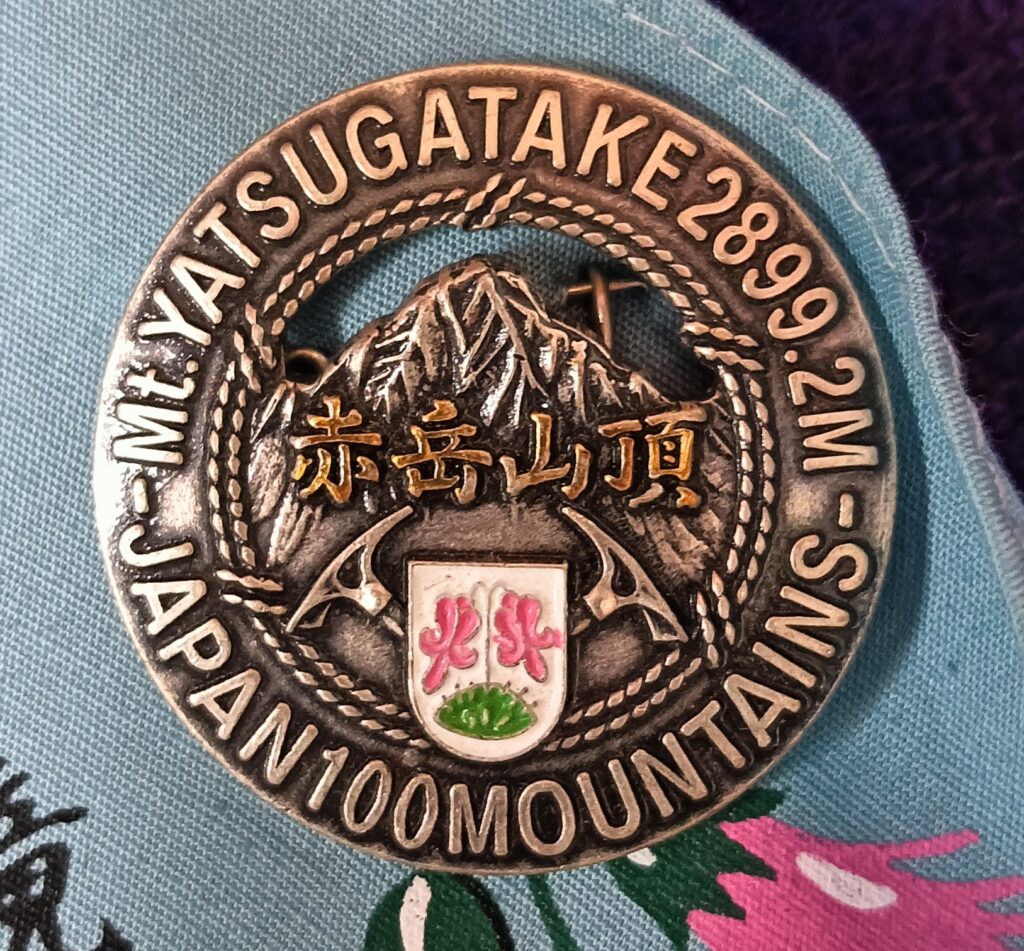 -Mt.YATSUGATAKE 2899.2M-
赤岳山頂
JAPAN 100 MOUNTAINS